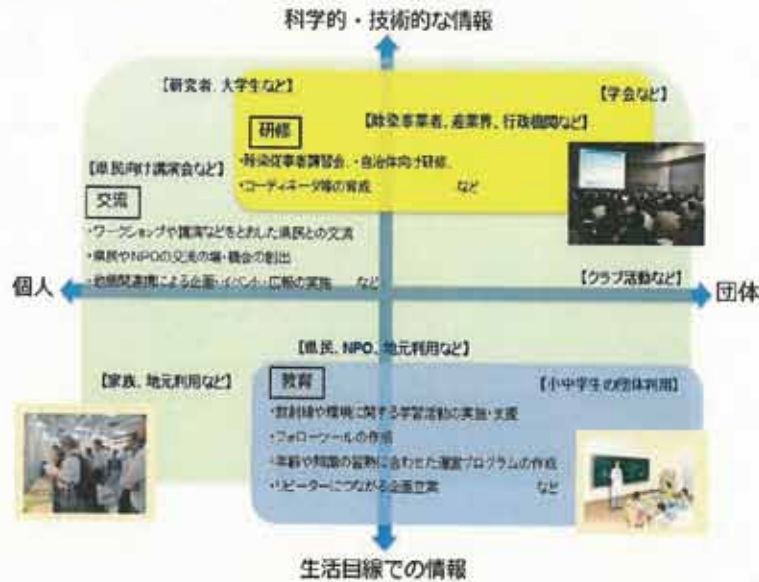 科学的・技術的な情報
【研究者、大学生など】
【学会など】
研修
【除染事業者、産業界、行政機関など】
・除染従事者講習会、・自治体向け研修、
・コーディネータ等の育成 など
【県民向け講演会など】
交流
・ワークショップや講演などをとおした県民との交流
・県民やNPOの交流の場・機会の創出
・他機関連携による企画・イベント・広報の実施 など
【クラブ活動など】
個人
団体
【県民、NPO、地元利用など】
【家族、地元利用など】
教育
【小中学生の団体利用】
・放射線や環境に関する学習活動の実施・支援
・フォローツールの作成
・年齢や知識の習熟に合わせた運営プログラムの作成
・リピーターにつながる企画立案 など
生活目線での情報